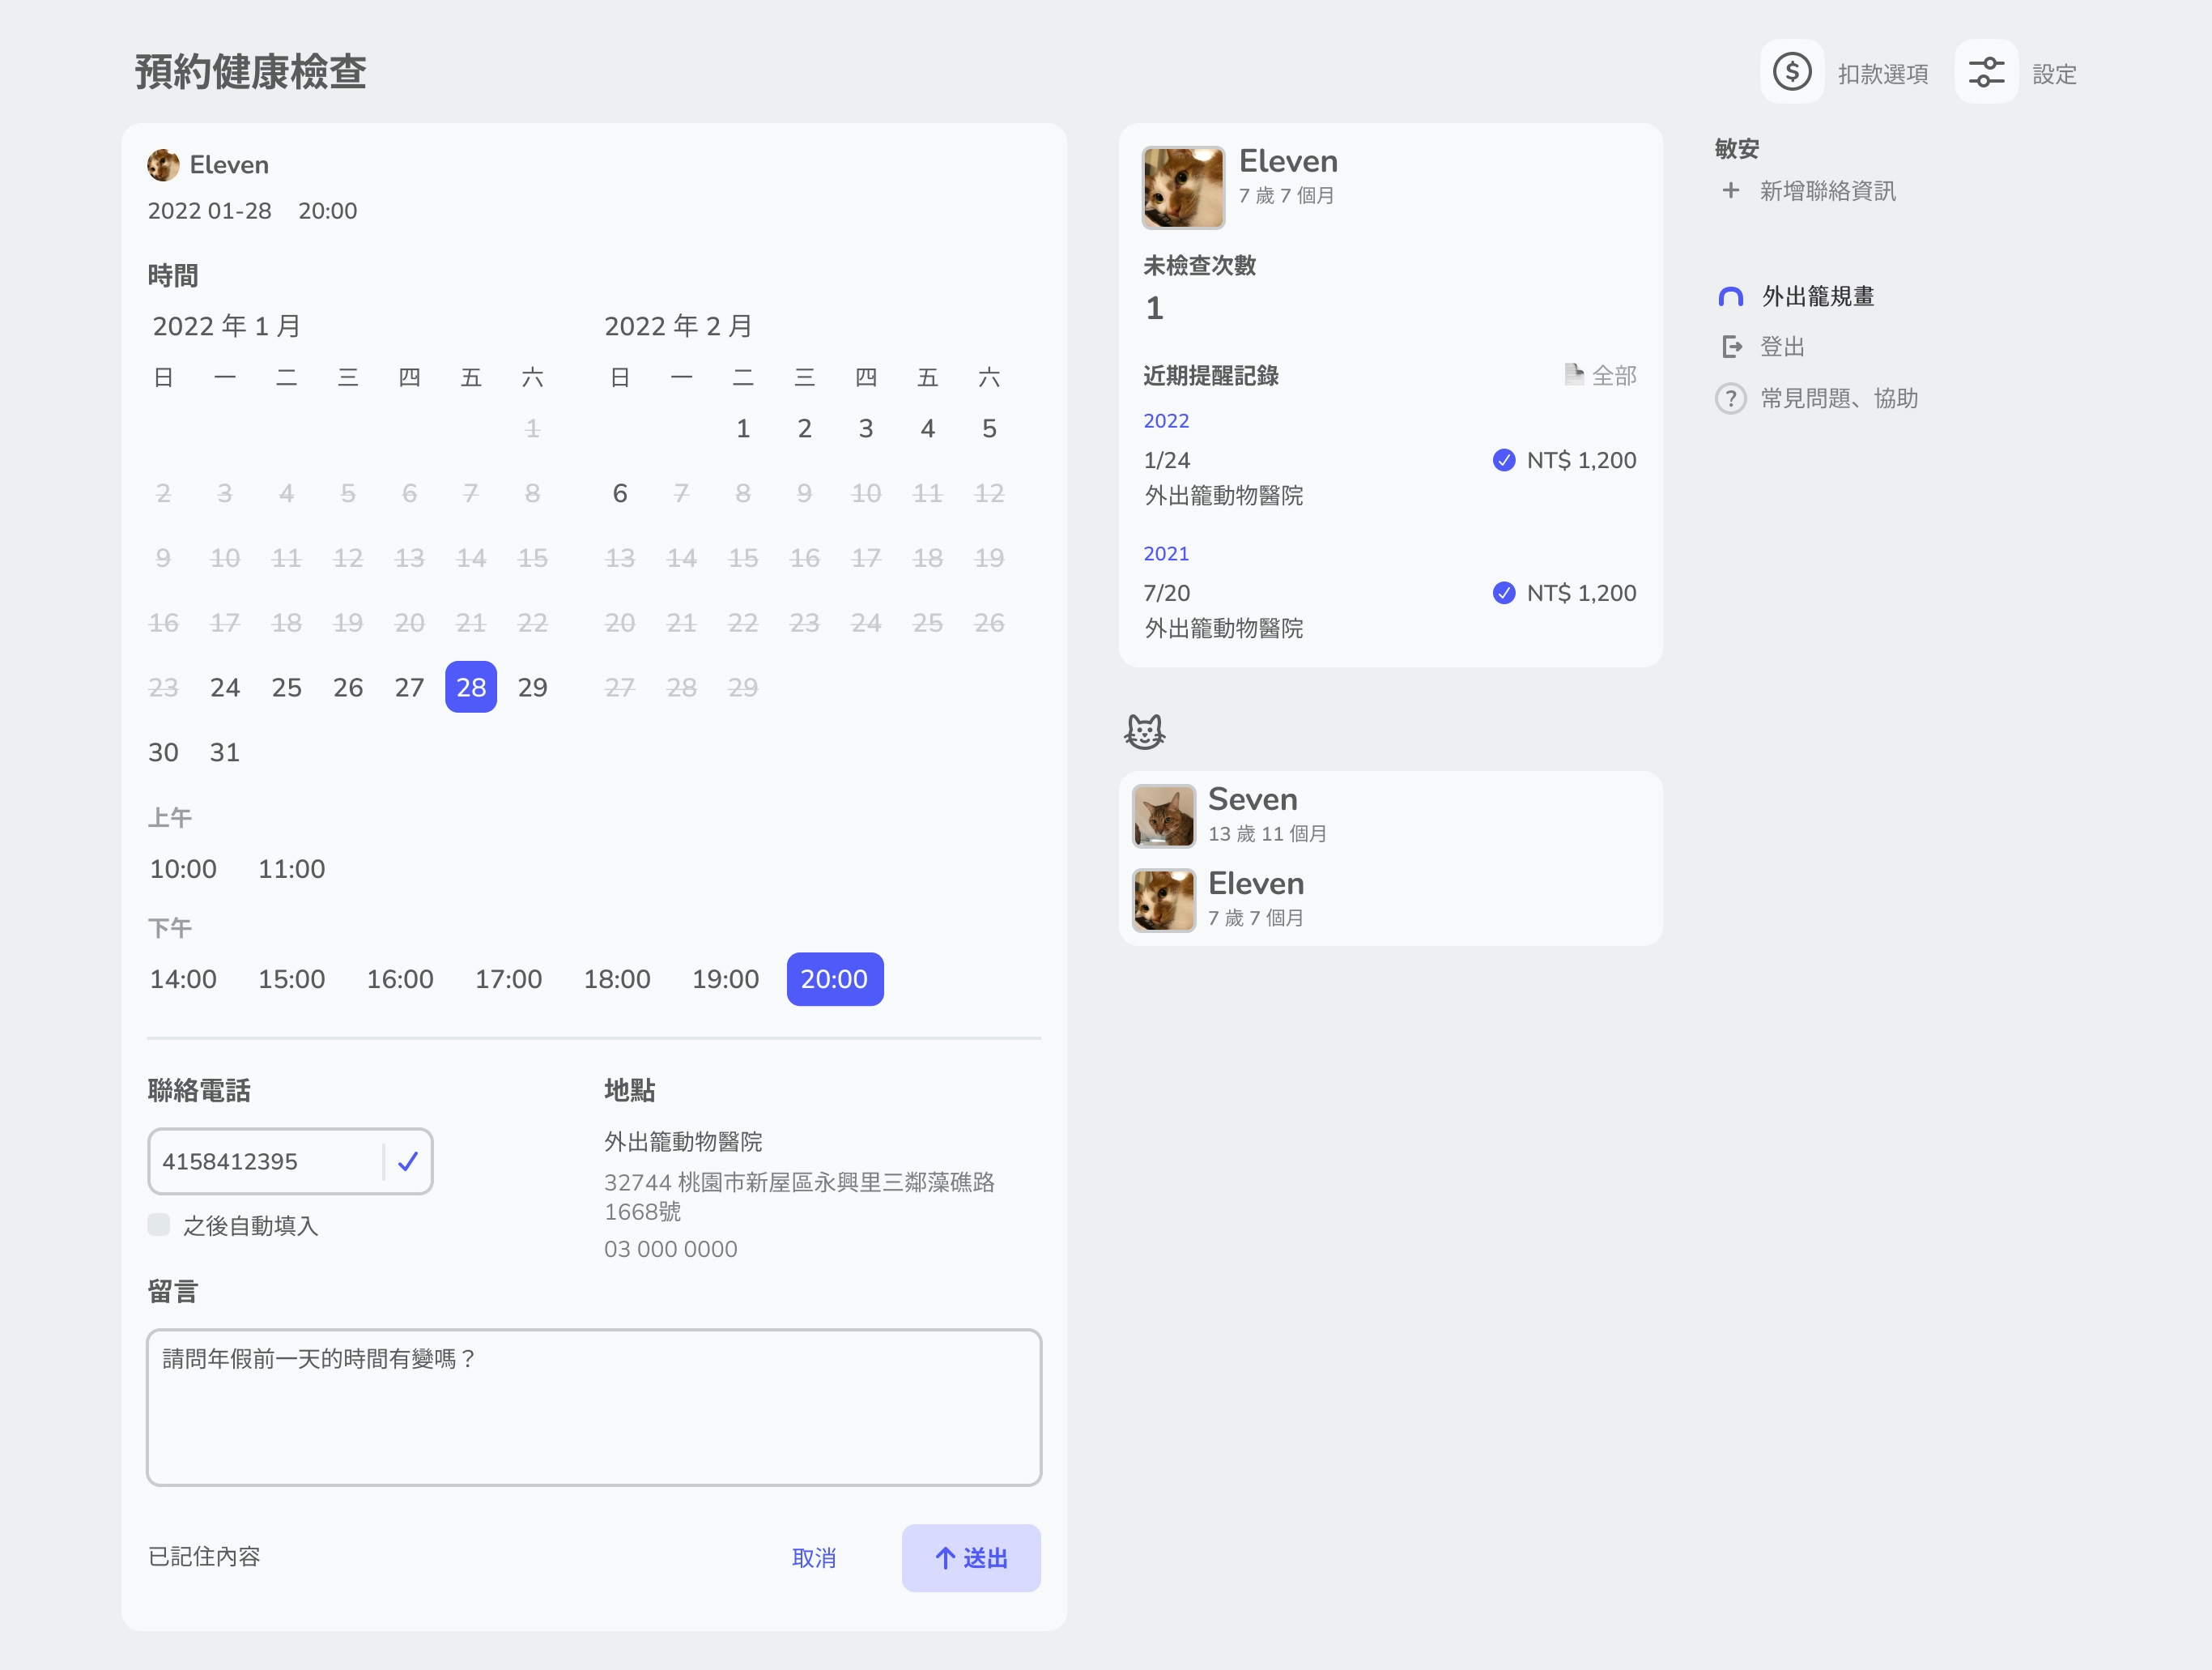 預約健康檢查
扣款選項
設定
Eleven
2022 01-28 20:00
時間
2022 年 1 月
日 一 二 三 四 五 六
1
2 3 4 5 6 7 8
9 10 11 12 13 14 15
16 17 18 19 20 21 22
23 24 25 26 27 28 29
30 31
2022 年 2 月
日 一 二 三 四 五 六
1 2 3 4 5
6 7 8 9 10 11 12
13 14 15 16 17 18 19
20 21 22 23 24 25 26
27 28 29
上午
10:00 11:00
下午
14:00 15:00 16:00 17:00 18:00 19:00 20:00
聯絡電話
4158412395
之後自動填入
地點
外出籠動物醫院
32744 桃園市新屋區永興里三鄰藻礁路
1668號
03 000 0000
留言
請問年假前一天的時間有變嗎？
已記住內容
取消
送出
Eleven
7 歲 7 個月
未檢查次數
1
近期提醒記錄
全部
2022
1/24 NT$ 1,200
外出籠動物醫院
2021
7/20 NT$ 1,200
外出籠動物醫院
Seven
13 歲 11 個月
Eleven
7 歲 7 個月
敏安
新增聯絡資訊
外出籠規畫
登出
常見問題、協助